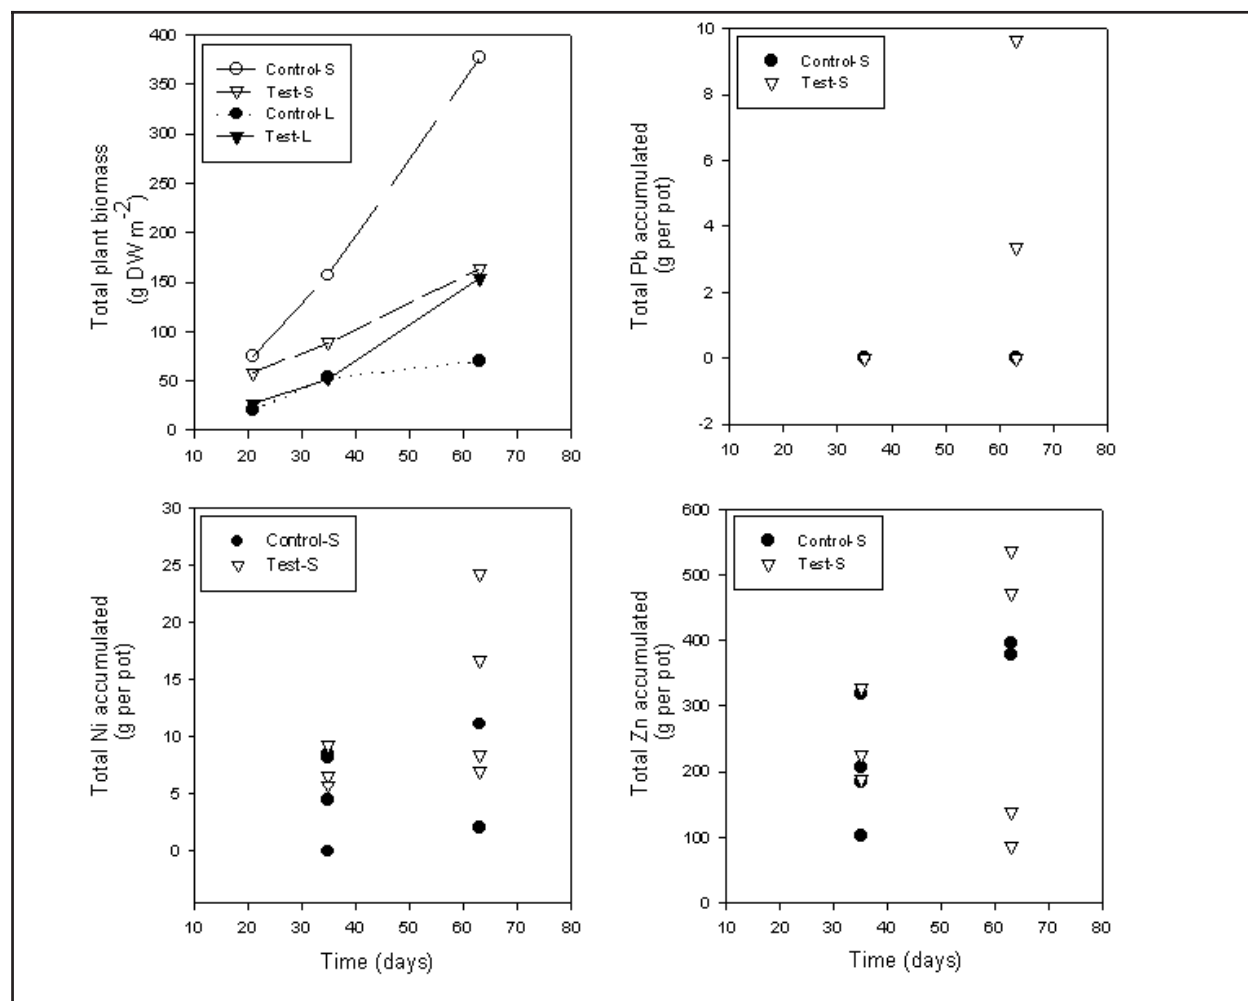 Total plant biomass
(g DW m-2)
400
350
300
250
200
150
100
50
0
Control-S
Test-S
Control-L
Test-L
10 20 30 40 50 60 70 80
Total Pb accumulated
(g per pot)
10
8
6
4
2
0
-2
Control-S
Test-S
10 20 30 40 50 60 70 80
Total Ni accumulated
(g per pot)
30
25
20
15
10
5
0
Control-S
Test-S
10 20 30 40 50 60 70 80
Time (days)
Total Zn accumulated
(g per pot)
600
500
400
300
200
100
0
Control-S
Test-S
10 20 30 40 50 60 70 80
Time (days)